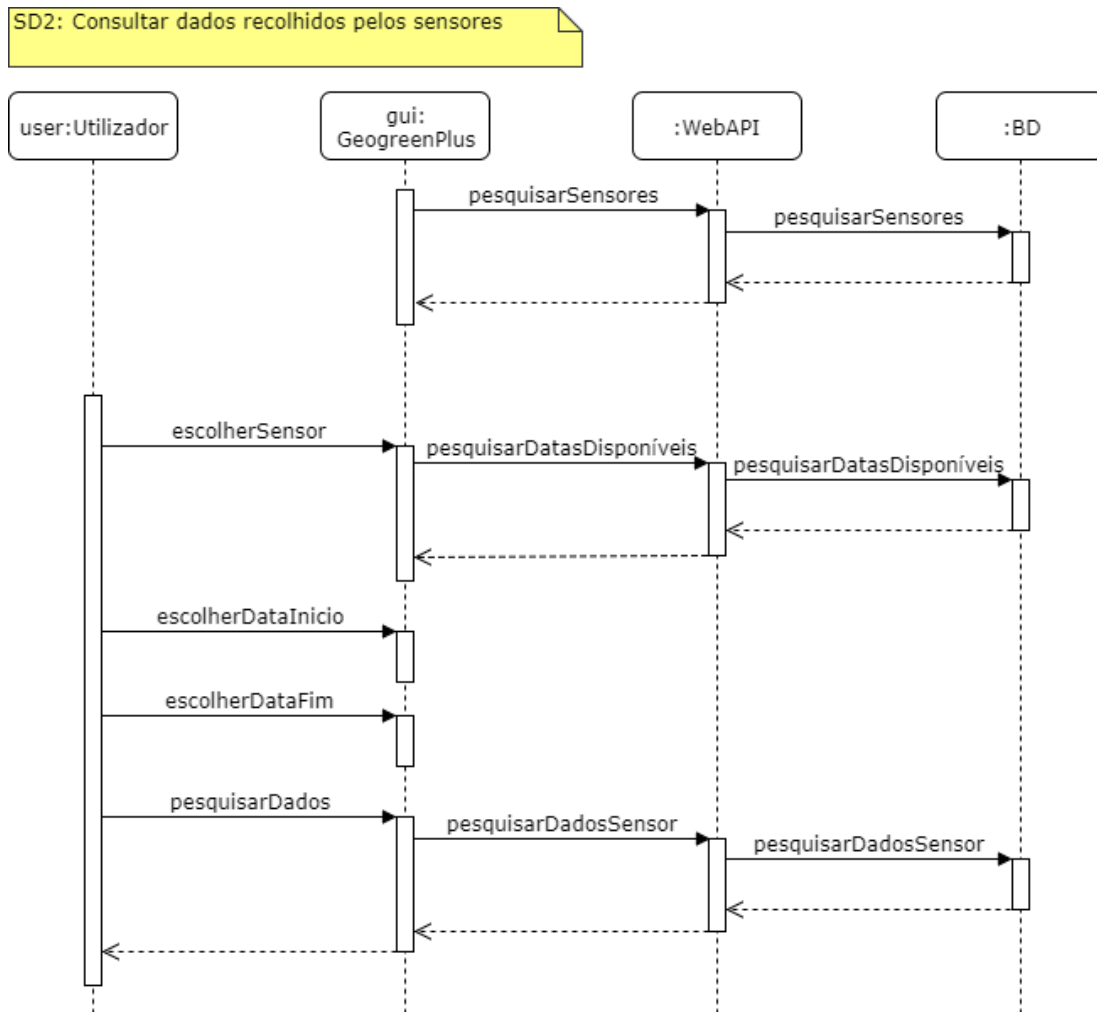 SD2: Consultar dados recolhidos pelos sensores
user:Utilizador
gui:
GeogreenPlus
:WebAPI
:BD
pesquisarSensores
pesquisarSensores
escolherSensor
pesquisarDatasDisponíveis
pesquisarDatasDisponíveis
escolherDataInicio
escolherDataFim
pesquisarDados
pesquisarDadosSensor
pesquisarDadosSensor